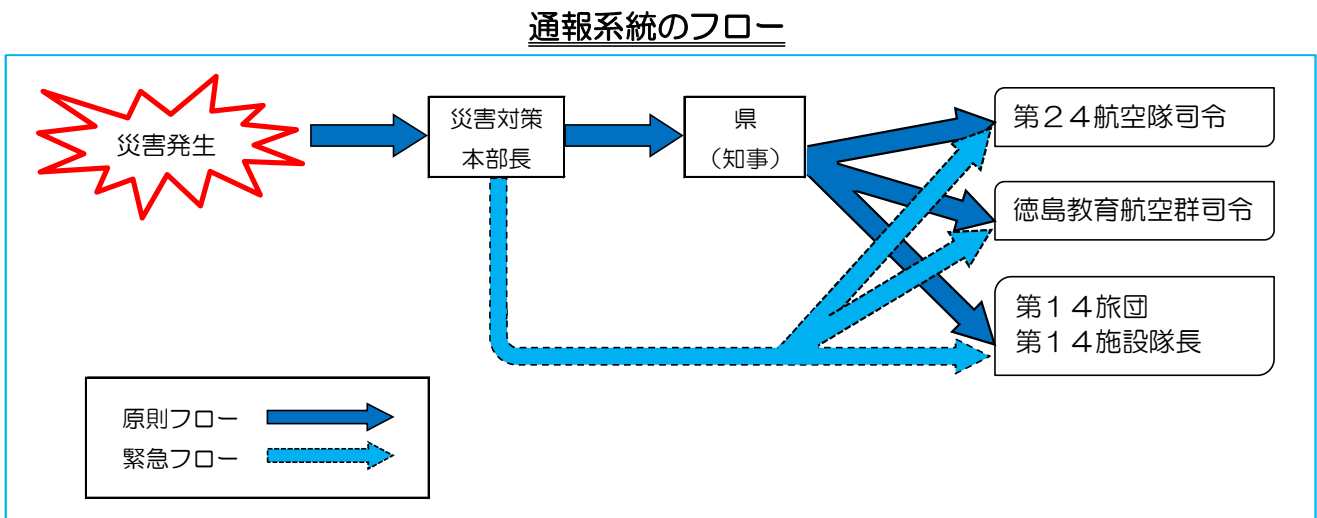 通報系統のフロー
災害発生
災害対策
本部長
県
（知事）
第２４航空隊司令
徳島教育航空群司令
第１４旅団
第１４施設隊長
原則フロー
緊急フロー